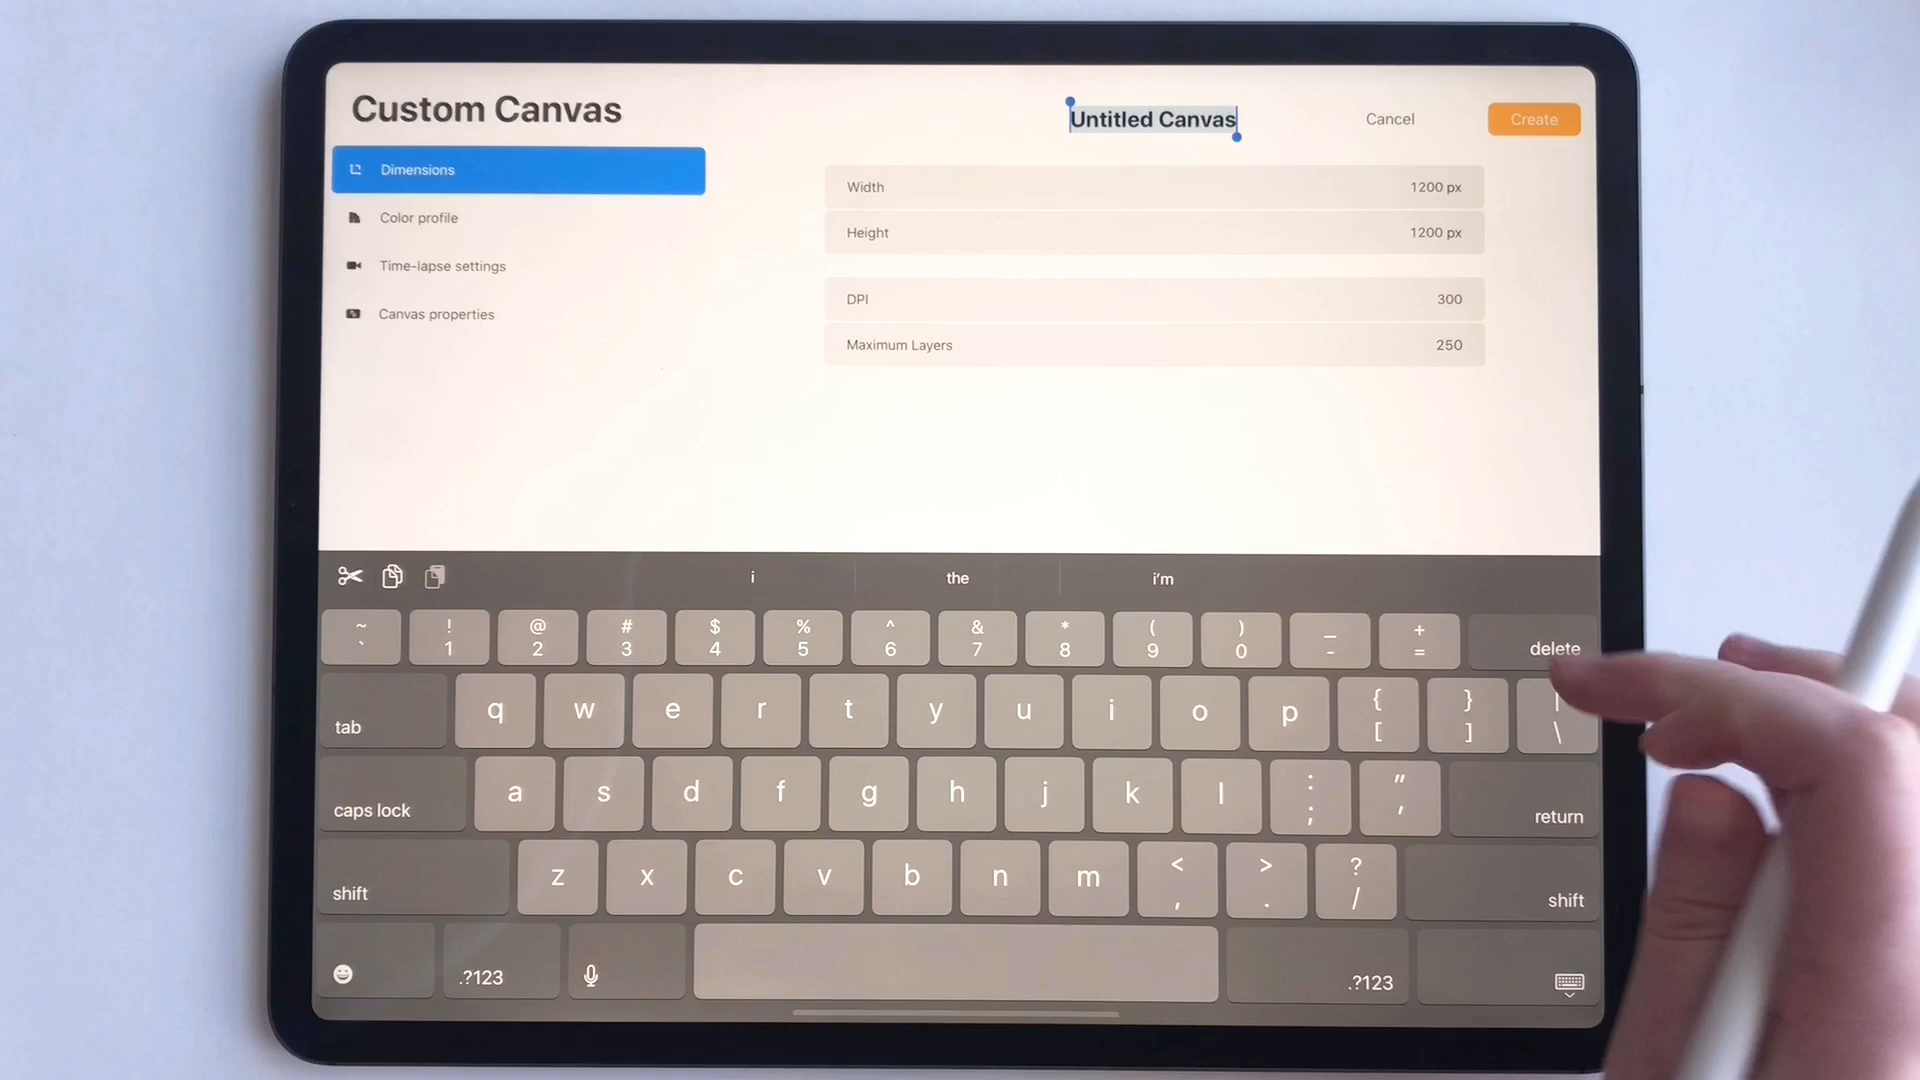 Custom Canvas
Untitled Canvas
Cancel
Create
Dimensions
Color profile
Time-lapse settings
Canvas properties
Width 1200 px
Height 1200 px
DPI 300
Maximum Layers 250
i the i'm
~ ! @ # $ % ^ & * ( ) _ +
` 1 2 3 4 5 6 7 8 9 0 - = delete
tab q w e r t y u i o p { } |
[ ] \
caps lock a s d f g h j k l : "
; ' return
shift z x c v b n m < > ?
, . / shift
.?123 .?123